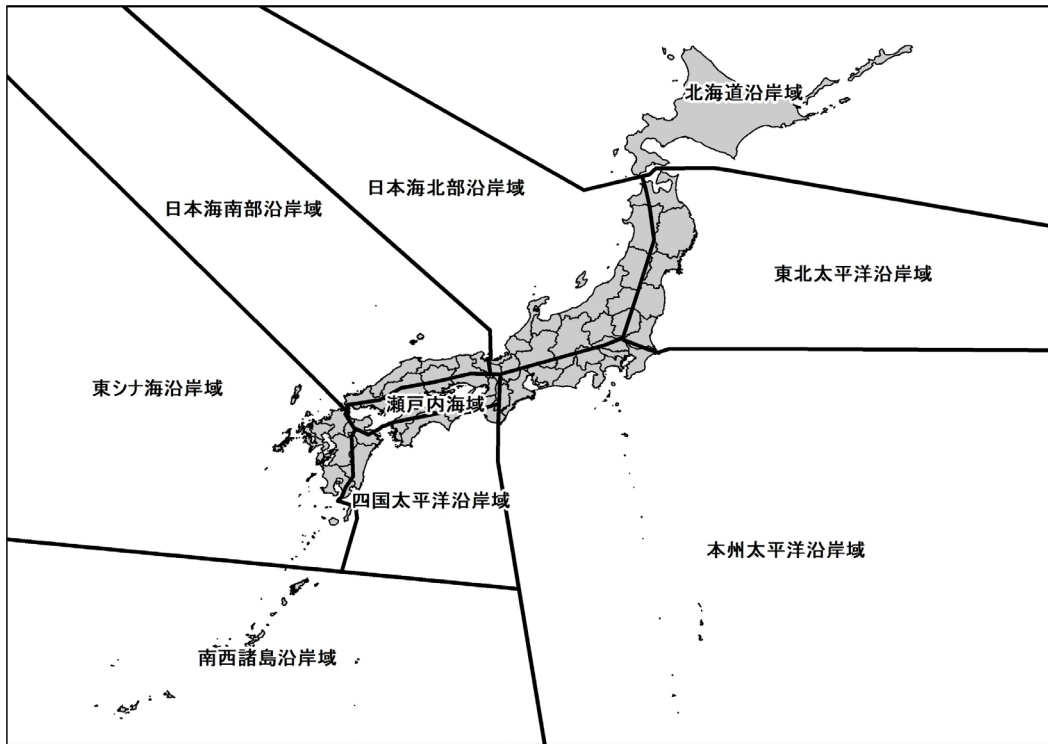 北海道沿岸域
日本海北部沿岸域
日本海南部沿岸域
東北太平洋沿岸域
東シナ海沿岸域
瀬戸内海域
四国太平洋沿岸域
本州太平洋沿岸域
南西諸島沿岸域